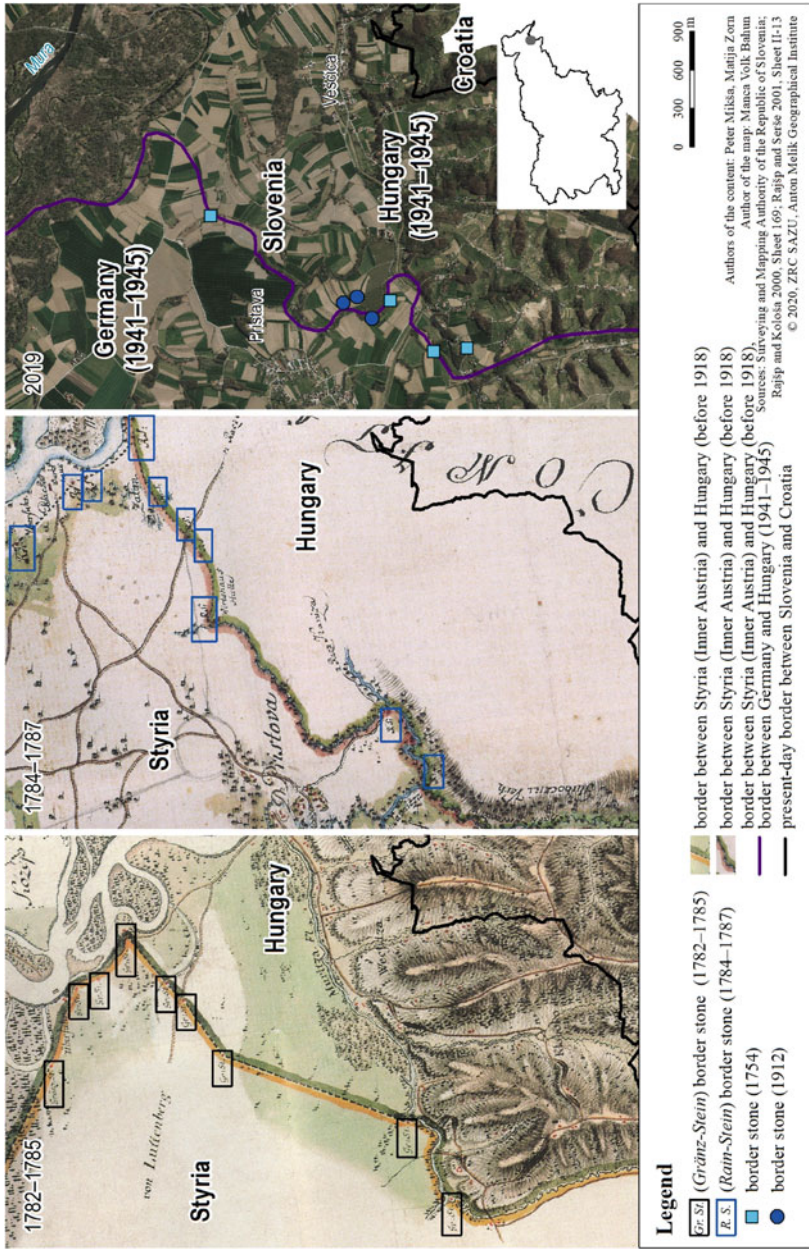 1782–1785
Styria
von Luttenberg
Hungary
1784–1787
Styria
Hungary
2019
Mura
Germany
(1941–1945)
Pristava
Slovenia
Veščica
Hungary
(1941–1945)
Croatia
Legend
Gr. St. (Gränz-Stein) border stone (1782–1785)
R. S. (Rain-Stein) border stone (1784–1787)
border stone (1754)
border stone (1912)
border between Styria (Inner Austria) and Hungary (before 1918)
border between Styria (Inner Austria) and Hungary (before 1918)
border between Styria (Inner Austria) and Hungary (before 1918),
border between Germany and Hungary (1941–1945)
present-day border between Slovenia and Croatia
0 300 600 900 m
Authors of the content: Peter Mikša, Matija Zorn
Author of the map: Manca Volk Bahun
Sources: Surveying and Mapping Authority of the Republic of Slovenia;
Rajšp and Kološa 2000, Sheet 169; Rajšp and Serše 2001, Sheet II-13
© 2020, ZRC SAZU, Anton Melik Geographical Institute